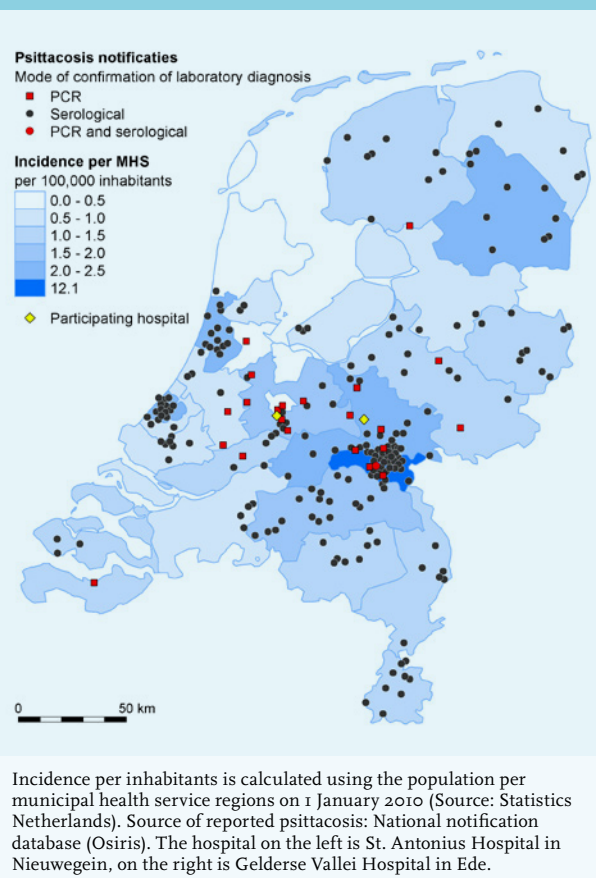 Psittacosis notificaties
Mode of confirmation of laboratory diagnosis
PCR
Serological
PCR and serological
Incidence per MHS
per 100,000 inhabitants
0.0 - 0.5
0.5 - 1.0
1.0 - 1.5
1.5 - 2.0
2.0 - 2.5
12.1
Participating hospital
0 50 km
Incidence per inhabitants is calculated using the population per
municipal health service regions on 1 January 2010 (Source: Statistics
Netherlands). Source of reported psittacosis: National notification
database (Osiris). The hospital on the left is St. Antonius Hospital in
Nieuwegein, on the right is Gelderse Vallei Hospital in Ede.